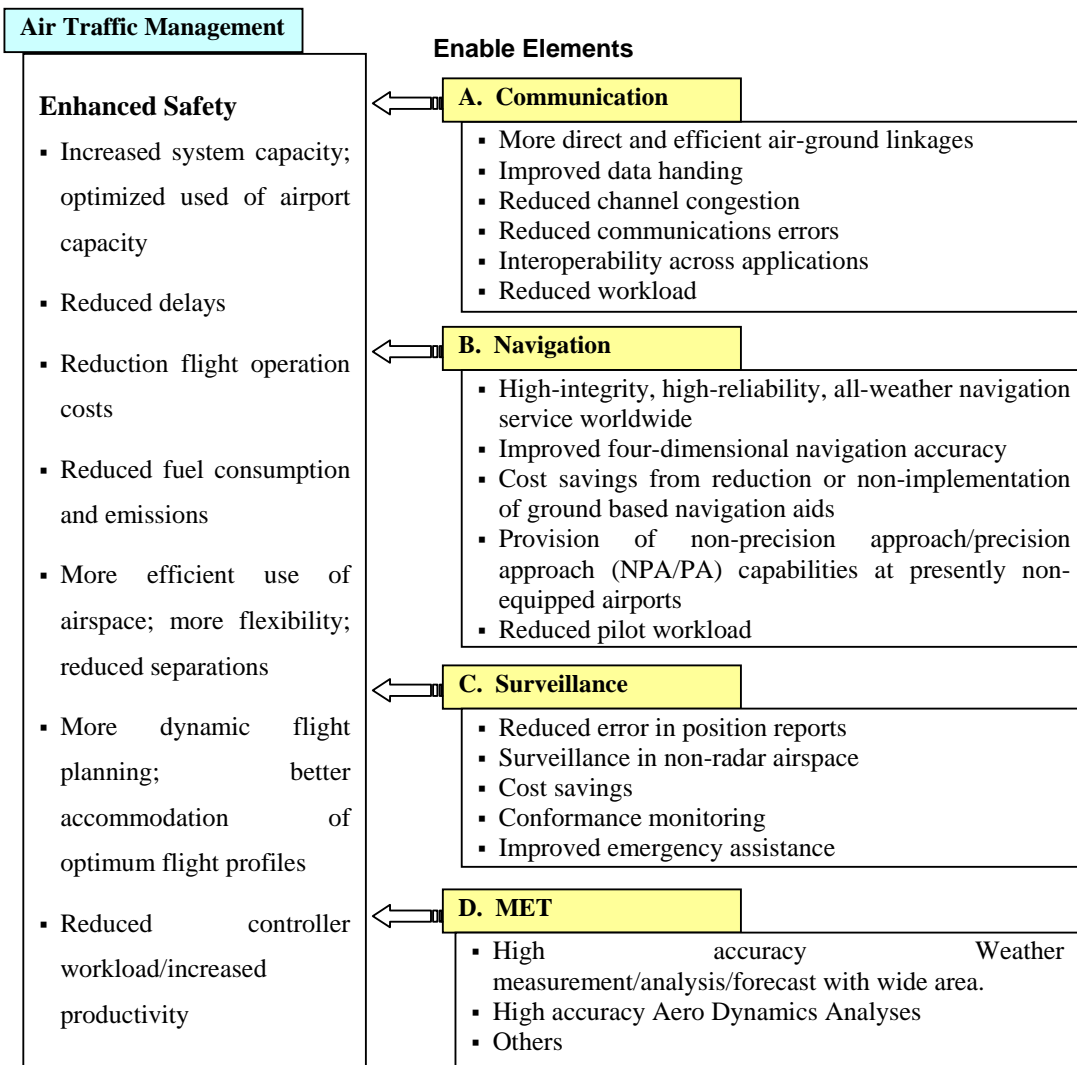 Air Traffic Management
Enhanced Safety
▪ Increased system capacity;
optimized used of airport
capacity
▪ Reduced delays
▪ Reduction flight operation
costs
▪ Reduced fuel consumption
and emissions
▪ More efficient use of
airspace; more flexibility;
reduced separations
▪ More dynamic flight
planning; better
accommodation of
optimum flight profiles
▪ Reduced controller
workload/increased
productivity
Enable Elements
A. Communication
▪ More direct and efficient air-ground linkages
▪ Improved data handing
▪ Reduced channel congestion
▪ Reduced communications errors
▪ Interoperability across applications
▪ Reduced workload
B. Navigation
▪ High-integrity, high-reliability, all-weather navigation
service worldwide
▪ Improved four-dimensional navigation accuracy
▪ Cost savings from reduction or non-implementation
of ground based navigation aids
▪ Provision of non-precision approach/precision
approach (NPA/PA) capabilities at presently non-
equipped airports
▪ Reduced pilot workload
C. Surveillance
▪ Reduced error in position reports
▪ Surveillance in non-radar airspace
▪ Cost savings
▪ Conformance monitoring
▪ Improved emergency assistance
D. MET
▪ High accuracy Weather
measurement/analysis/forecast with wide area.
▪ High accuracy Aero Dynamics Analyses
▪ Others